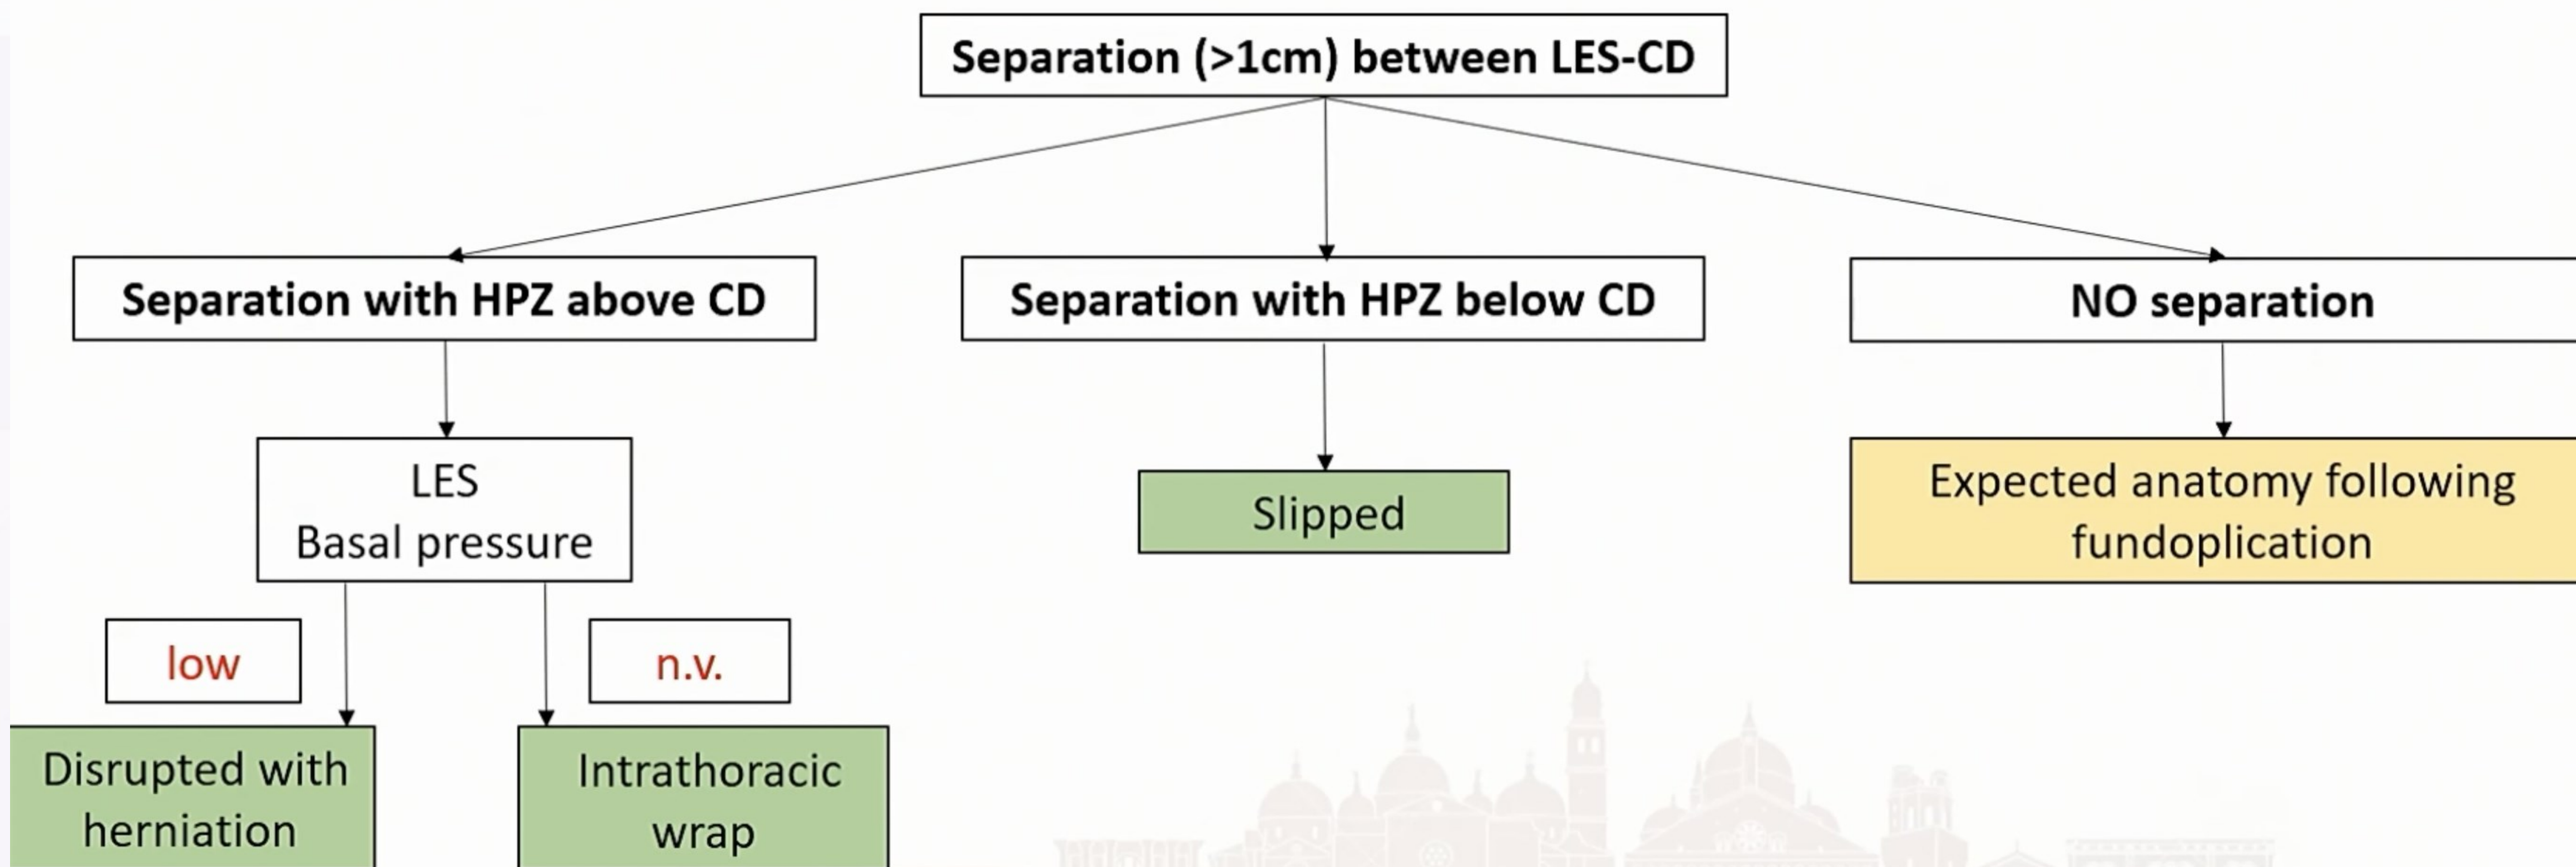 Separation (>1cm) between LES-CD
Separation with HPZ above CD
Separation with HPZ below CD
NO separation
LES
Basal pressure
Slipped
Expected anatomy following
fundoplication
low
n.v.
Disrupted with
herniation
Intrathoracic
wrap